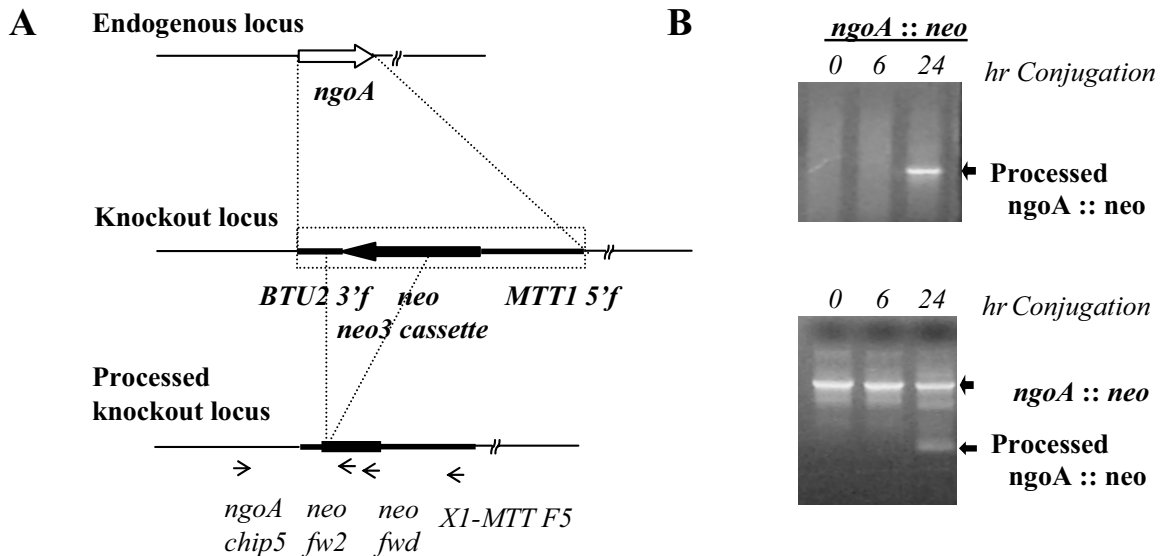 A
Endogenous locus
ngoA
Knockout locus
BTU2 3’f neo MTT1 5’f
neo3 cassette
Processed
knockout locus
ngoA neo neo X1-MTT F5
chip5 fw2 fwd
B
ngoA :: neo
0 6 24 hr Conjugation
Processed
ngoA :: neo
0 6 24 hr Conjugation
ngoA :: neo
Processed
ngoA :: neo